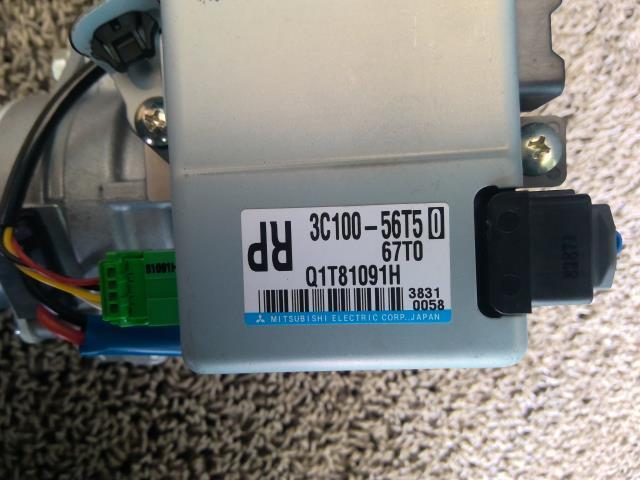 RP
3C100-56T5 0
67T0
Q1T81091H
3831
0058
MITSUBISHI ELECTRIC CORP., JAPAN